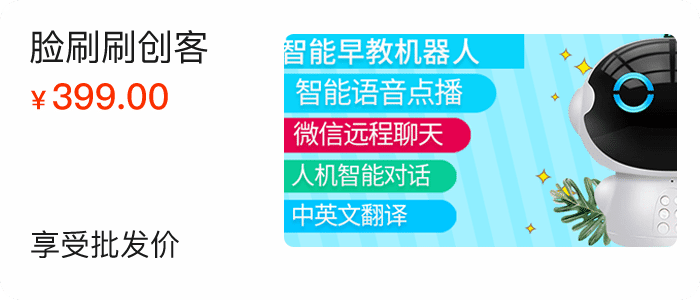 脸刷刷创客
¥399.00
享受批发价
智能早教机器人
智能语音点播
微信远程聊天
人机智能对话
中英文翻译